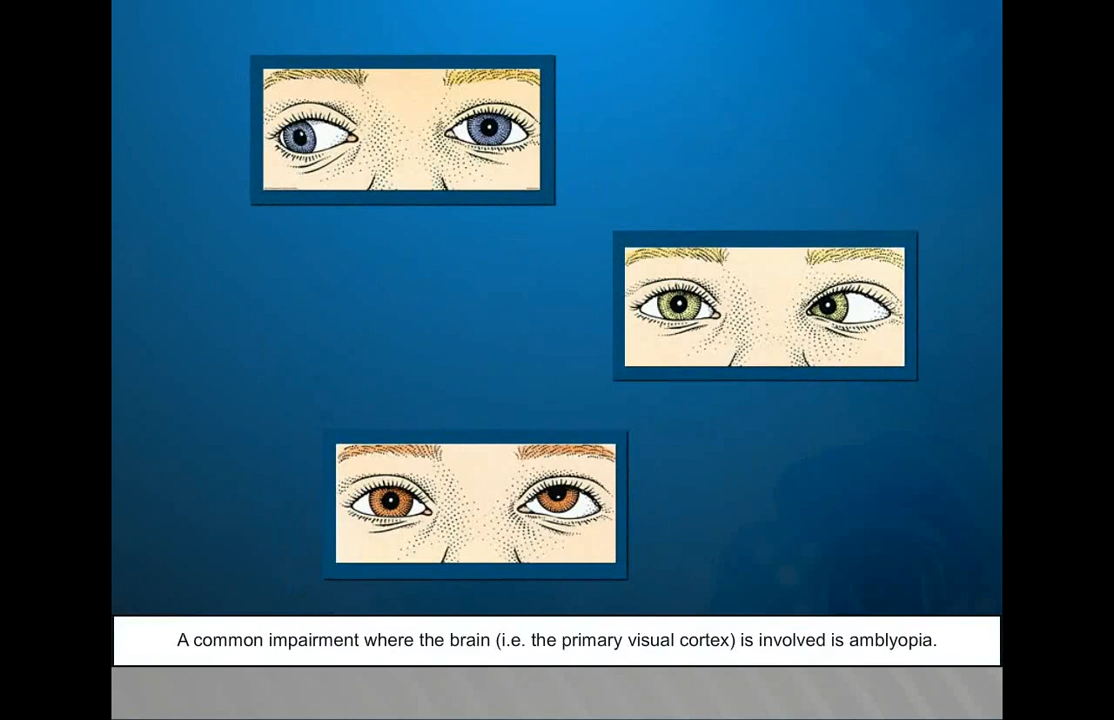 A common impairment where the brain (i.e. the primary visual cortex) is involved is amblyopia.